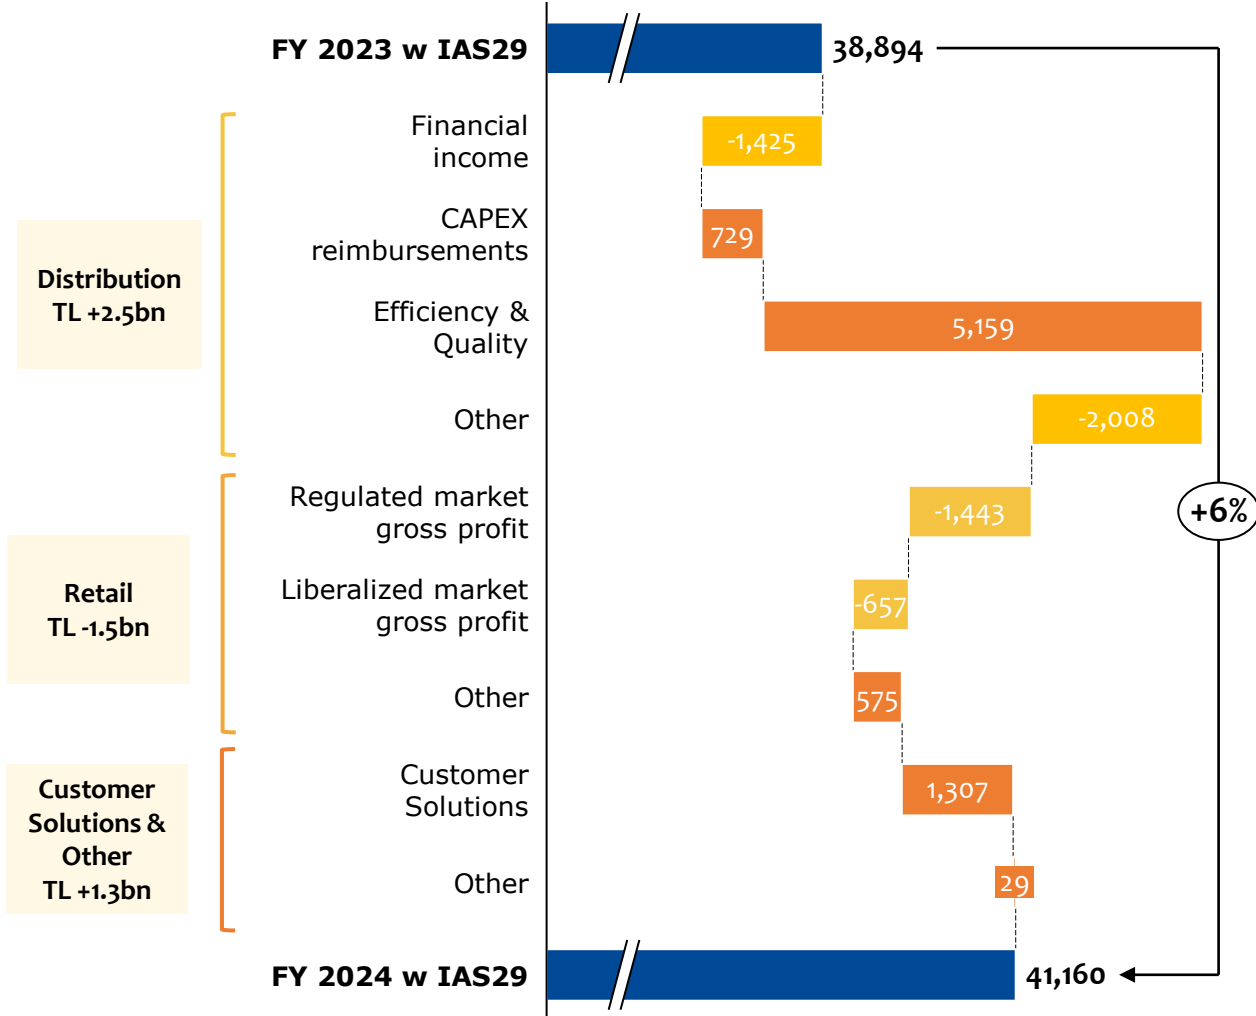 FY 2023 w IAS29
38,894
Financial
income
-1,425
CAPEX
reimbursements
729
Distribution
TL +2.5bn
Efficiency &
Quality
5,159
Other
-2,008
Regulated market
gross profit
-1,443
+6%
Retail
TL -1.5bn
Liberalized market
gross profit
-657
Other
575
Customer
Solutions &
Other
TL +1.3bn
Customer
Solutions
1,307
Other
29
FY 2024 w IAS29
41,160